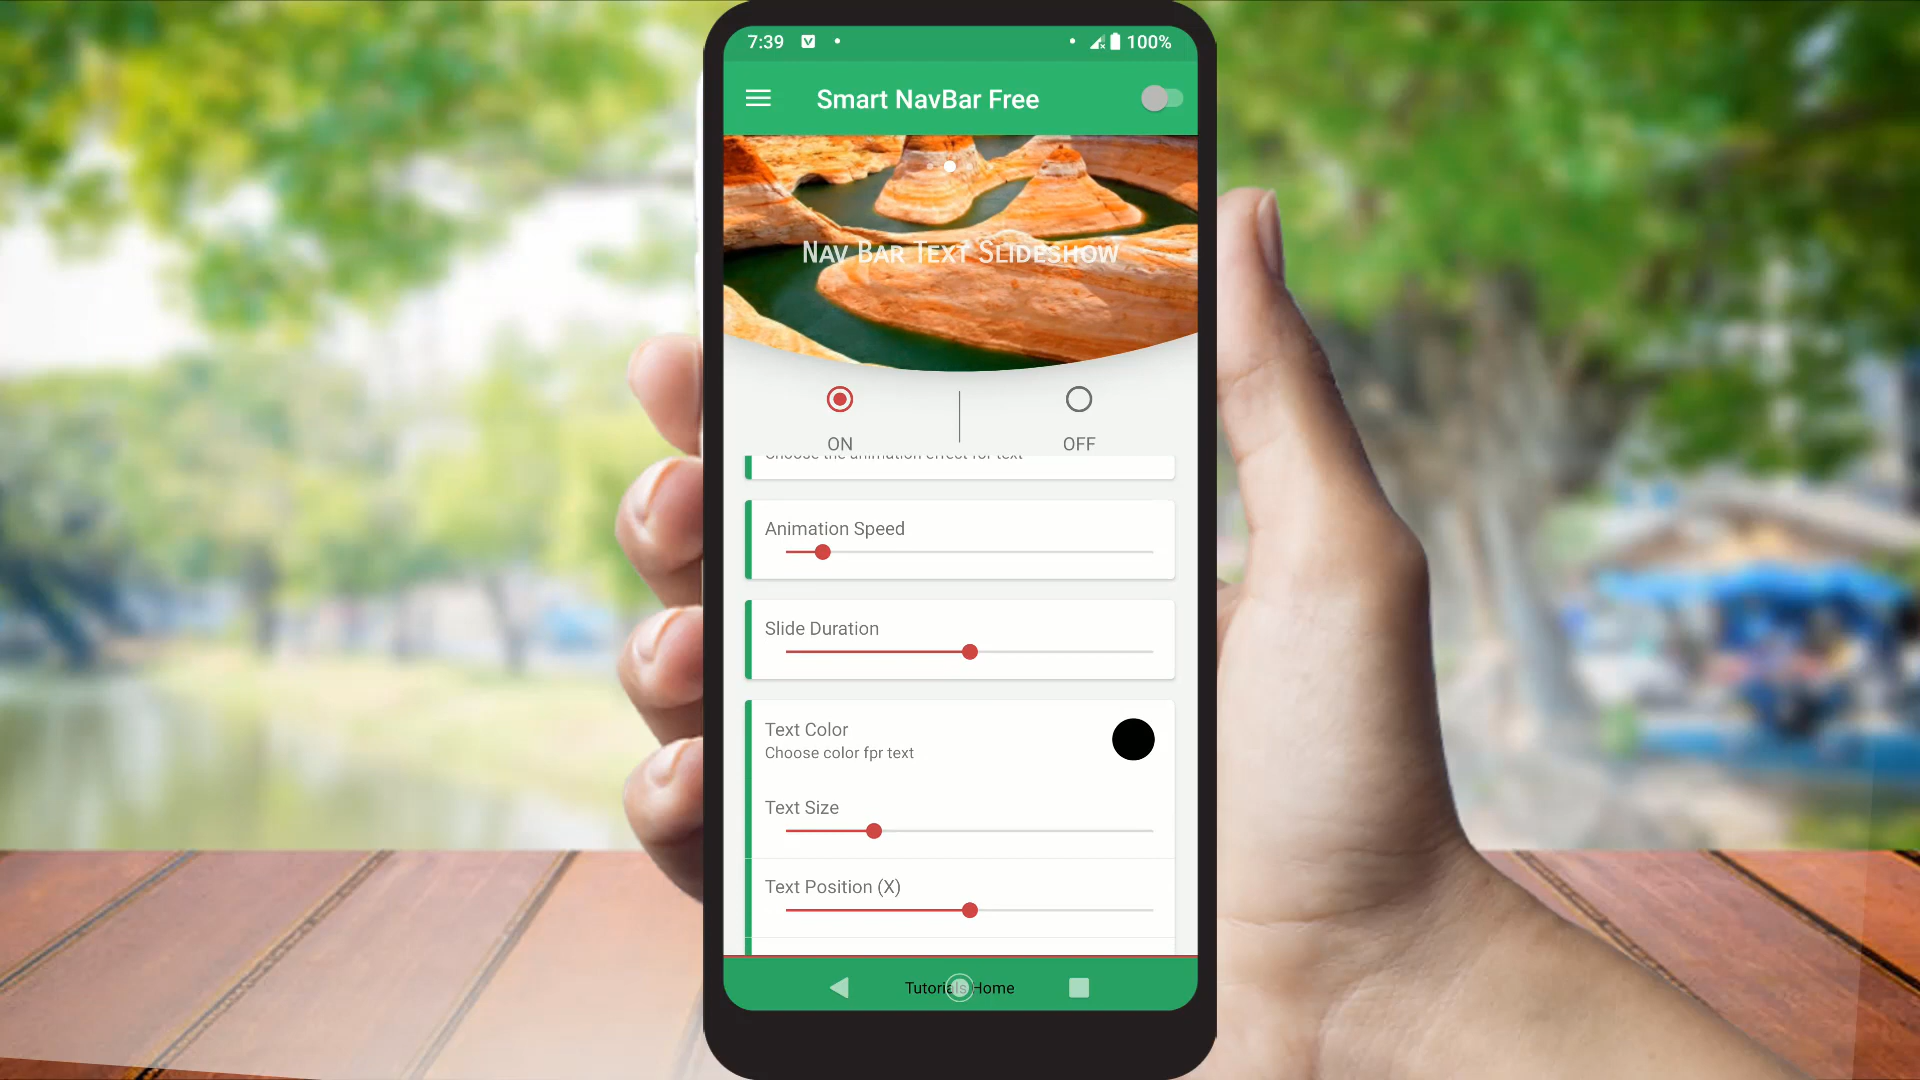 7:39
100%
Smart NavBar Free
Nav Bar Text Slideshow
ON
OFF
Choose the animation effect for text
Animation Speed
Slide Duration
Text Color
Choose color fpr text
Text Size
Text Position (X)
Tutorials Home